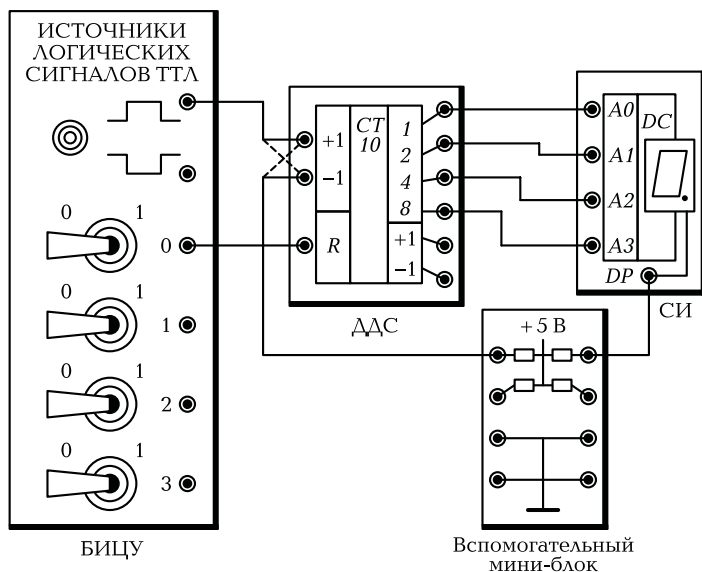 ИСТОЧНИКИ
ЛОГИЧЕСКИХ
СИГНАЛОВ ТТЛ
0 1
0
0 1
1
0 1
2
0 1
3
БИЦУ
+1
−1
R
CT
10
1
2
4
8
+1
−1
ДДС
A0
A1
A2
A3
DC
DP
СИ
+5 В
Вспомогательный
мини-блок